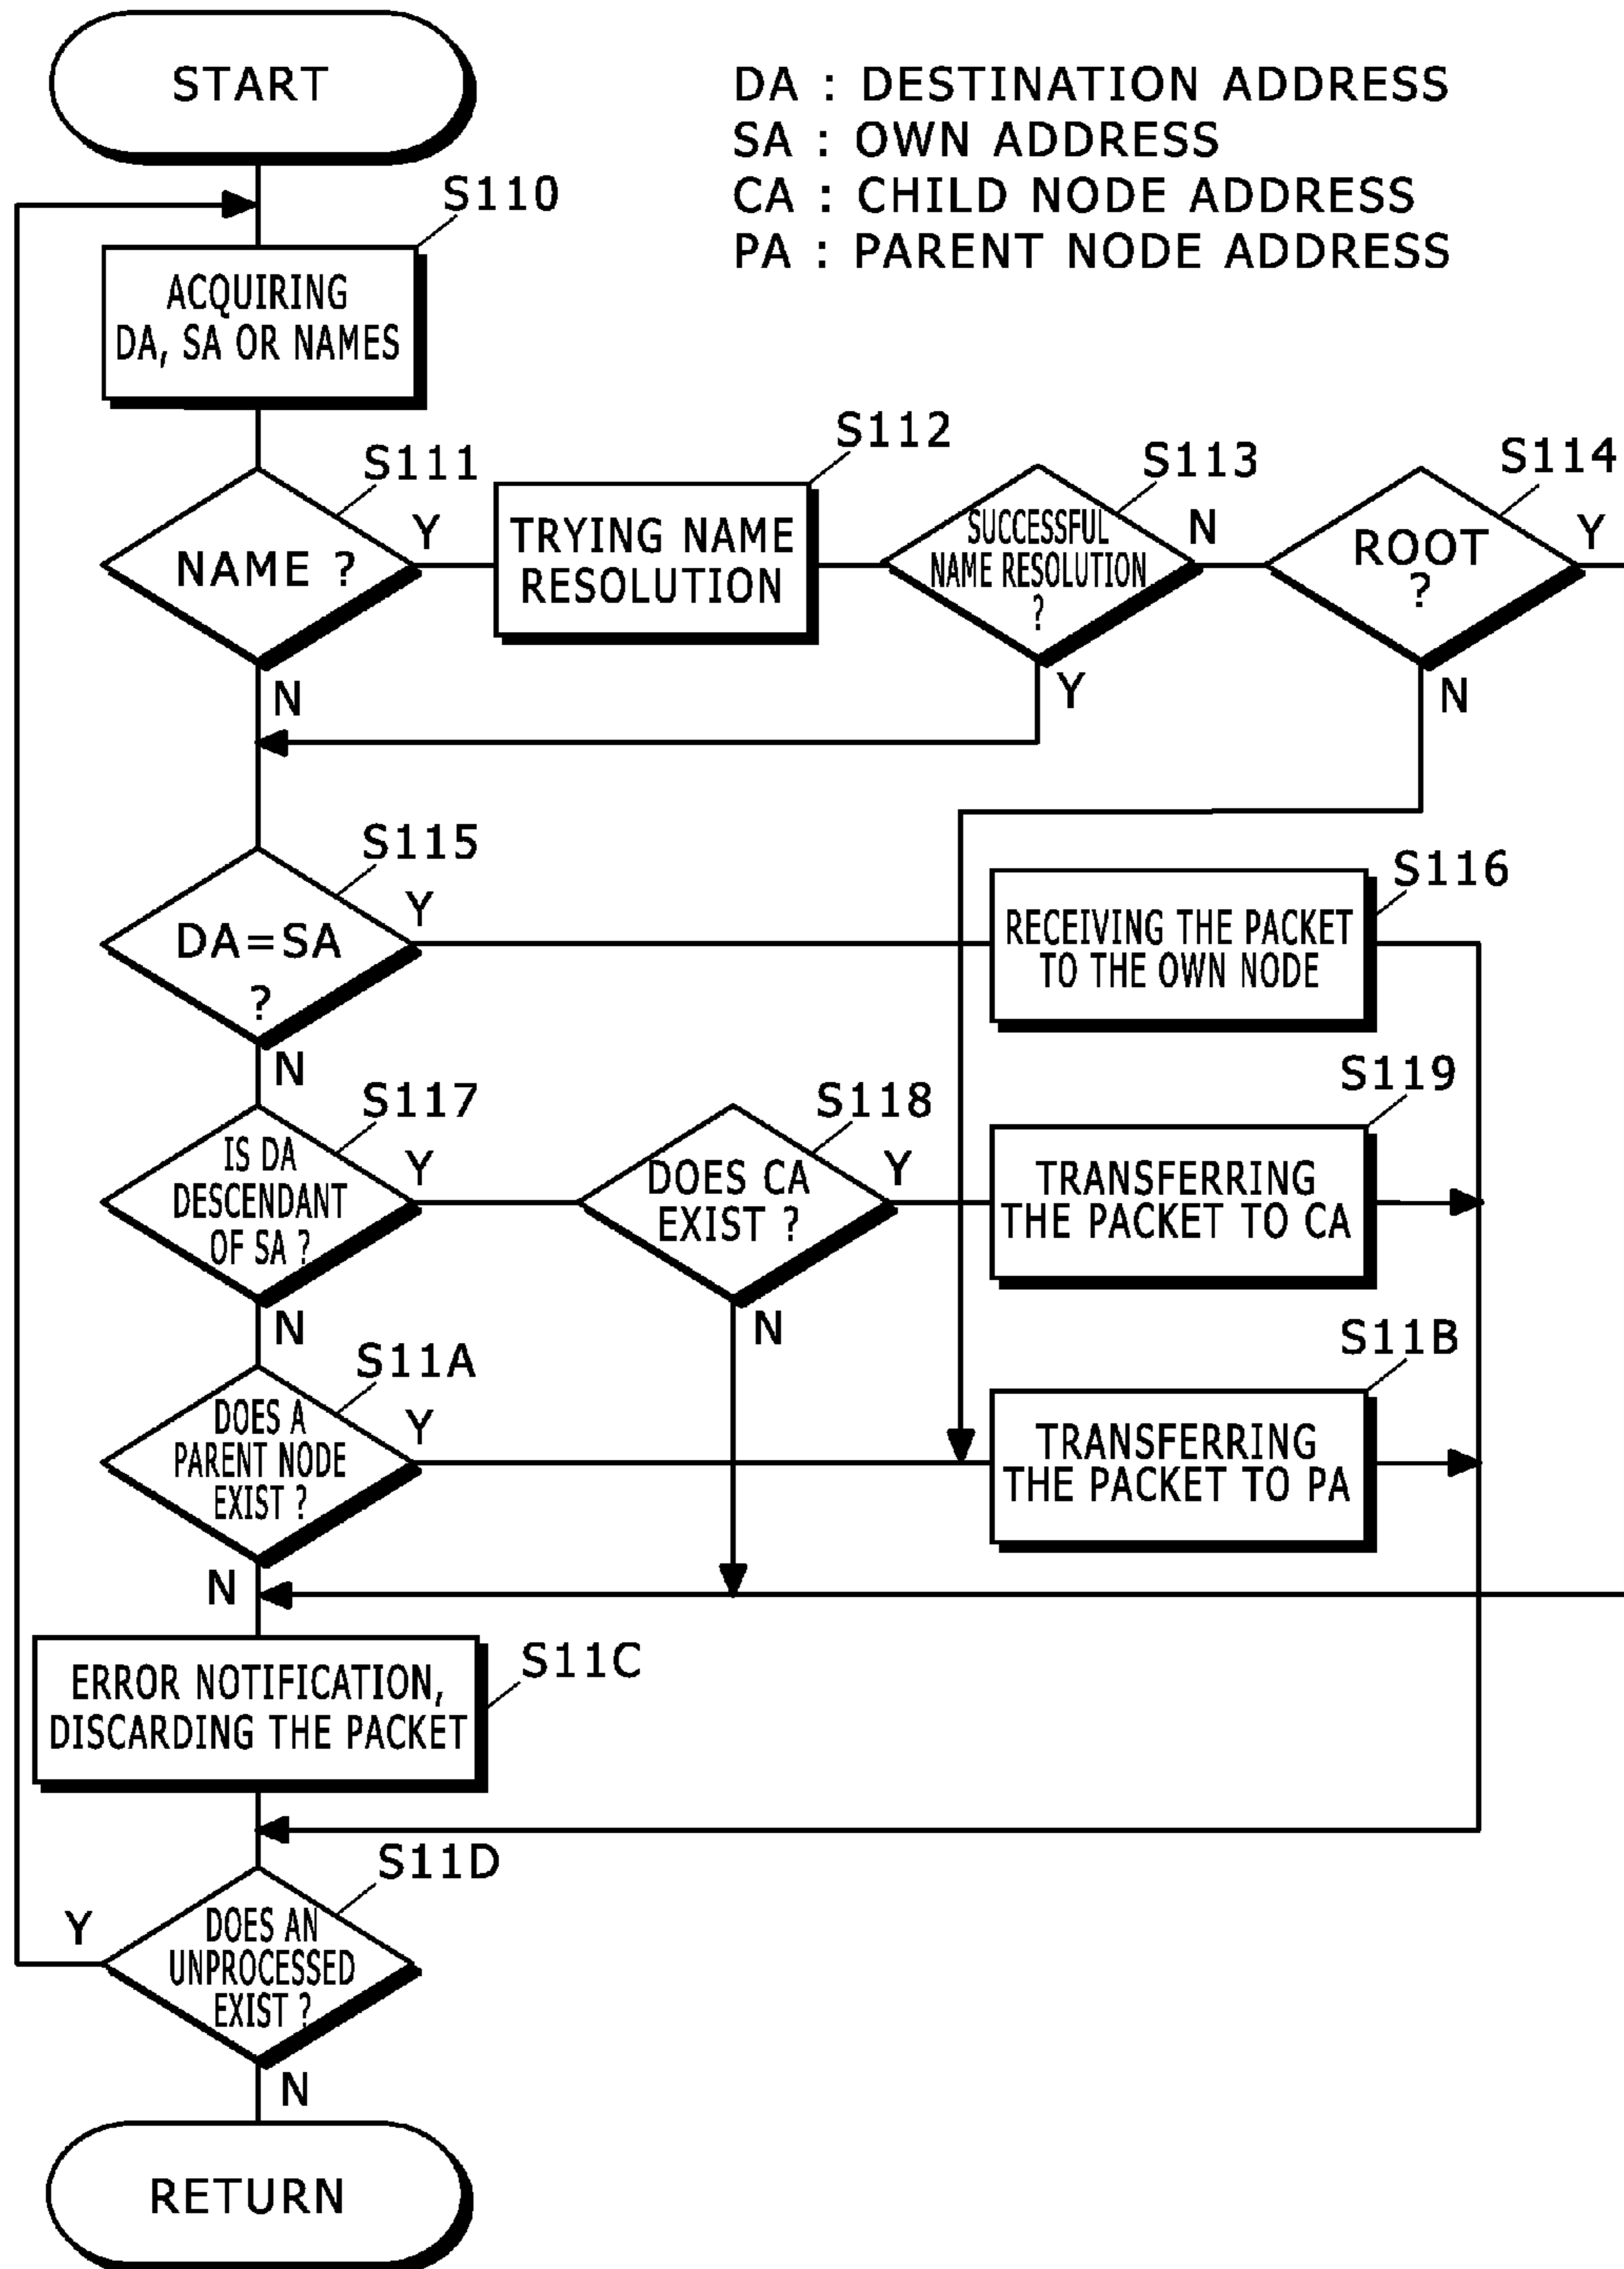 START
DA : DESTINATION ADDRESS
SA : OWN ADDRESS
CA : CHILD NODE ADDRESS
PA : PARENT NODE ADDRESS
S110
ACQUIRING
DA, SA OR NAMES
S111
NAME ?
Y
N
S112
TRYING NAME
RESOLUTION
S113
SUCCESSFUL
NAME RESOLUTION
?
N
Y
S114
ROOT
?
Y
N
S115
DA=SA
?
Y
N
S116
RECEIVING THE PACKET
TO THE OWN NODE
S117
IS DA
DESCENDANT
OF SA ?
Y
N
S118
DOES CA
EXIST ?
Y
N
S119
TRANSFERRING
THE PACKET TO CA
S11A
DOES A
PARENT NODE
EXIST ?
Y
N
S11B
TRANSFERRING
THE PACKET TO PA
S11C
ERROR NOTIFICATION,
DISCARDING THE PACKET
S11D
DOES AN
UNPROCESSED
EXIST ?
Y
N
RETURN